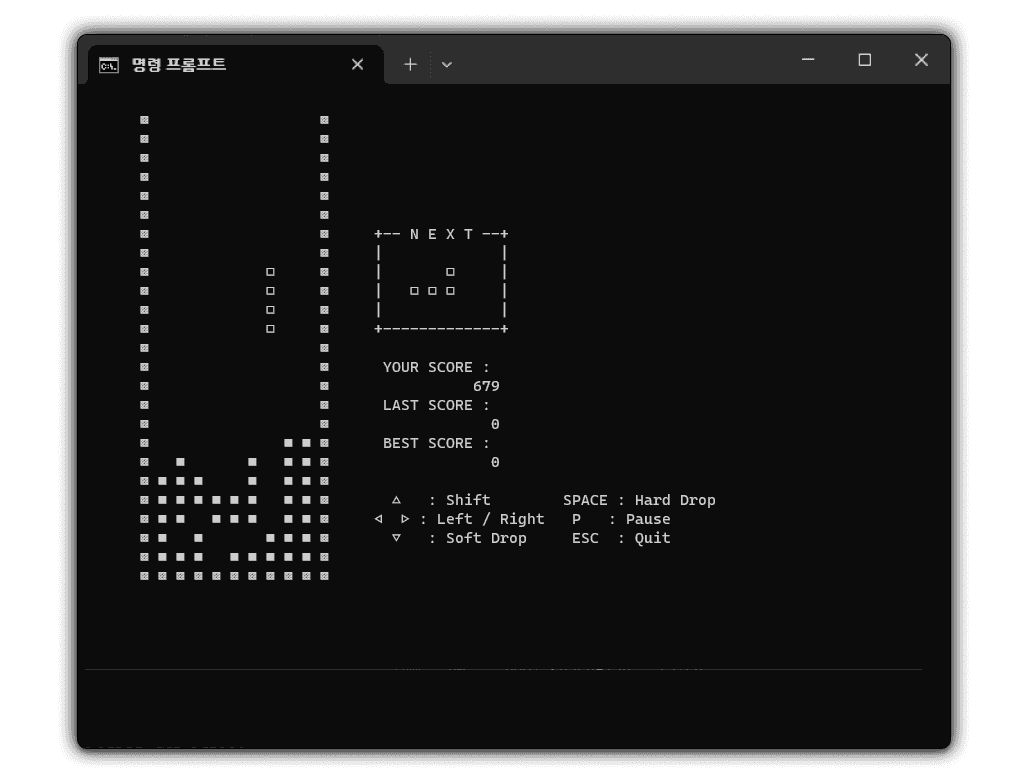 명령 프롬프트
+-- N E X T --+
YOUR SCORE :
679
LAST SCORE :
0
BEST SCORE :
0
△ : Shift SPACE : Hard Drop
◁ ▷ : Left / Right P : Pause
▽ : Soft Drop ESC : Quit